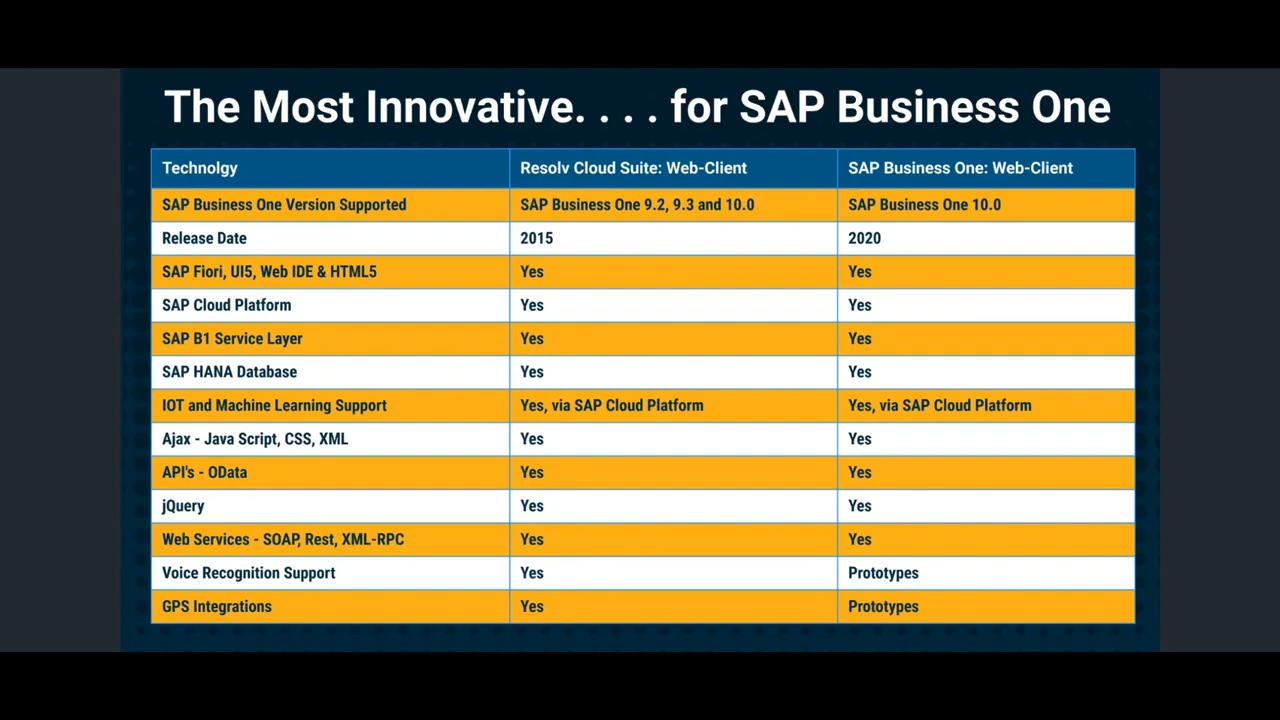 The Most Innovative. . . . for SAP Business One
Technolgy Resolv Cloud Suite: Web-Client SAP Business One: Web-Client
SAP Business One Version Supported SAP Business One 9.2, 9.3 and 10.0 SAP Business One 10.0
Release Date 2015 2020
SAP Fiori, UI5, Web IDE & HTML5 Yes Yes
SAP Cloud Platform Yes Yes
SAP B1 Service Layer Yes Yes
SAP HANA Database Yes Yes
IOT and Machine Learning Support Yes, via SAP Cloud Platform Yes, via SAP Cloud Platform
Ajax - Java Script, CSS, XML Yes Yes
API's - OData Yes Yes
jQuery Yes Yes
Web Services - SOAP, Rest, XML-RPC Yes Yes
Voice Recognition Support Yes Prototypes
GPS Integrations Yes Prototypes